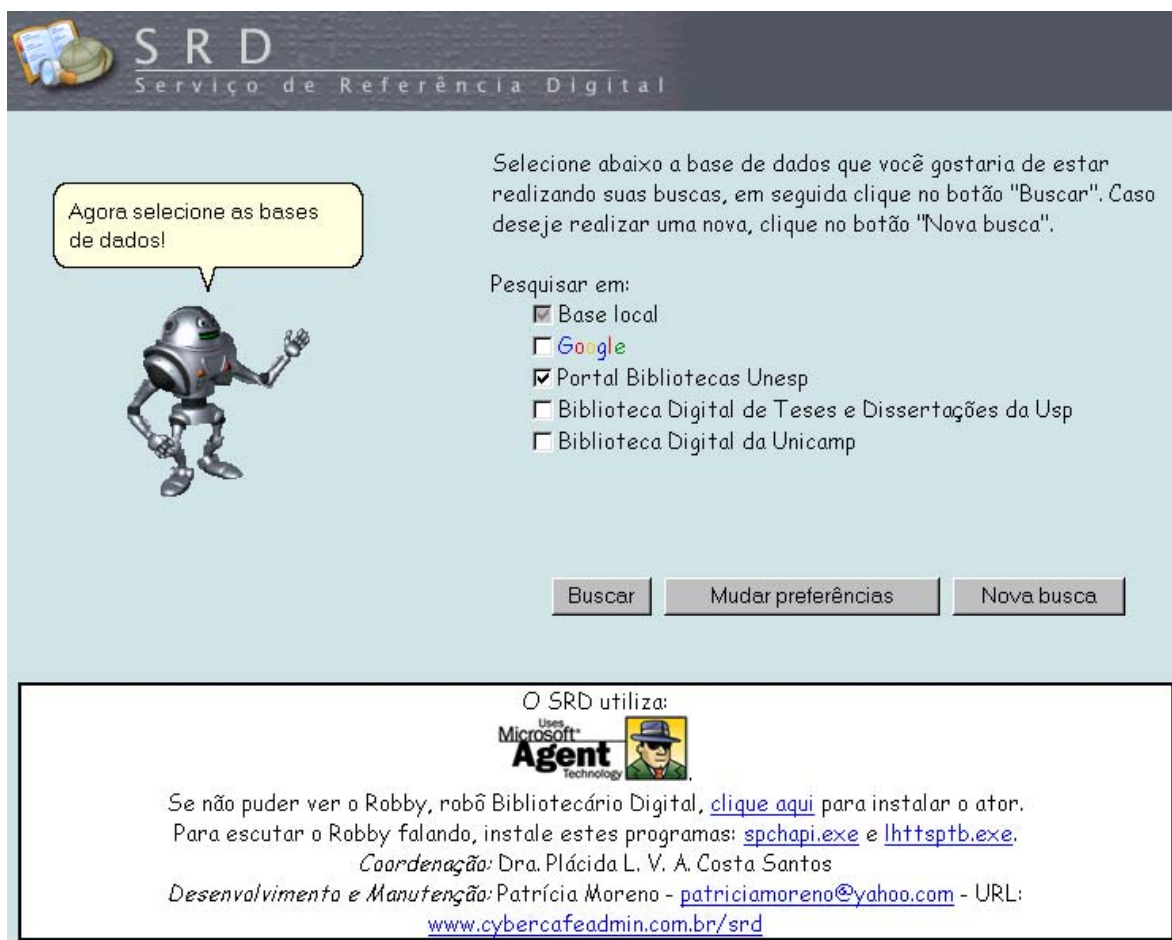 S R D
Serviço de Referência Digital
Agora selecione as bases
de dados!
Selecione abaixo a base de dados que você gostaria de estar
realizando suas buscas, em seguida clique no botão "Buscar". Caso
deseje realizar uma nova, clique no botão "Nova busca".
Pesquisar em:
Base local
Google
Portal Bibliotecas Unesp
Biblioteca Digital de Teses e Dissertações da Usp
Biblioteca Digital da Unicamp
Buscar
Mudar preferências
Nova busca
O SRD utiliza:
Uses
Microsoft
Agent
Technology
.
Se não puder ver o Robby, robô Bibliotecário Digital, clique aqui para instalar o ator.
Para escutar o Robby falando, instale estes programas: spchapi.exe e lhttsptb.exe.
Coordenação: Dra. Plácida L. V. A. Costa Santos
Desenvolvimento e Manutenção: Patrícia Moreno - patriciamoreno@yahoo.com - URL:
www.cybercafeadmin.com.br/srd